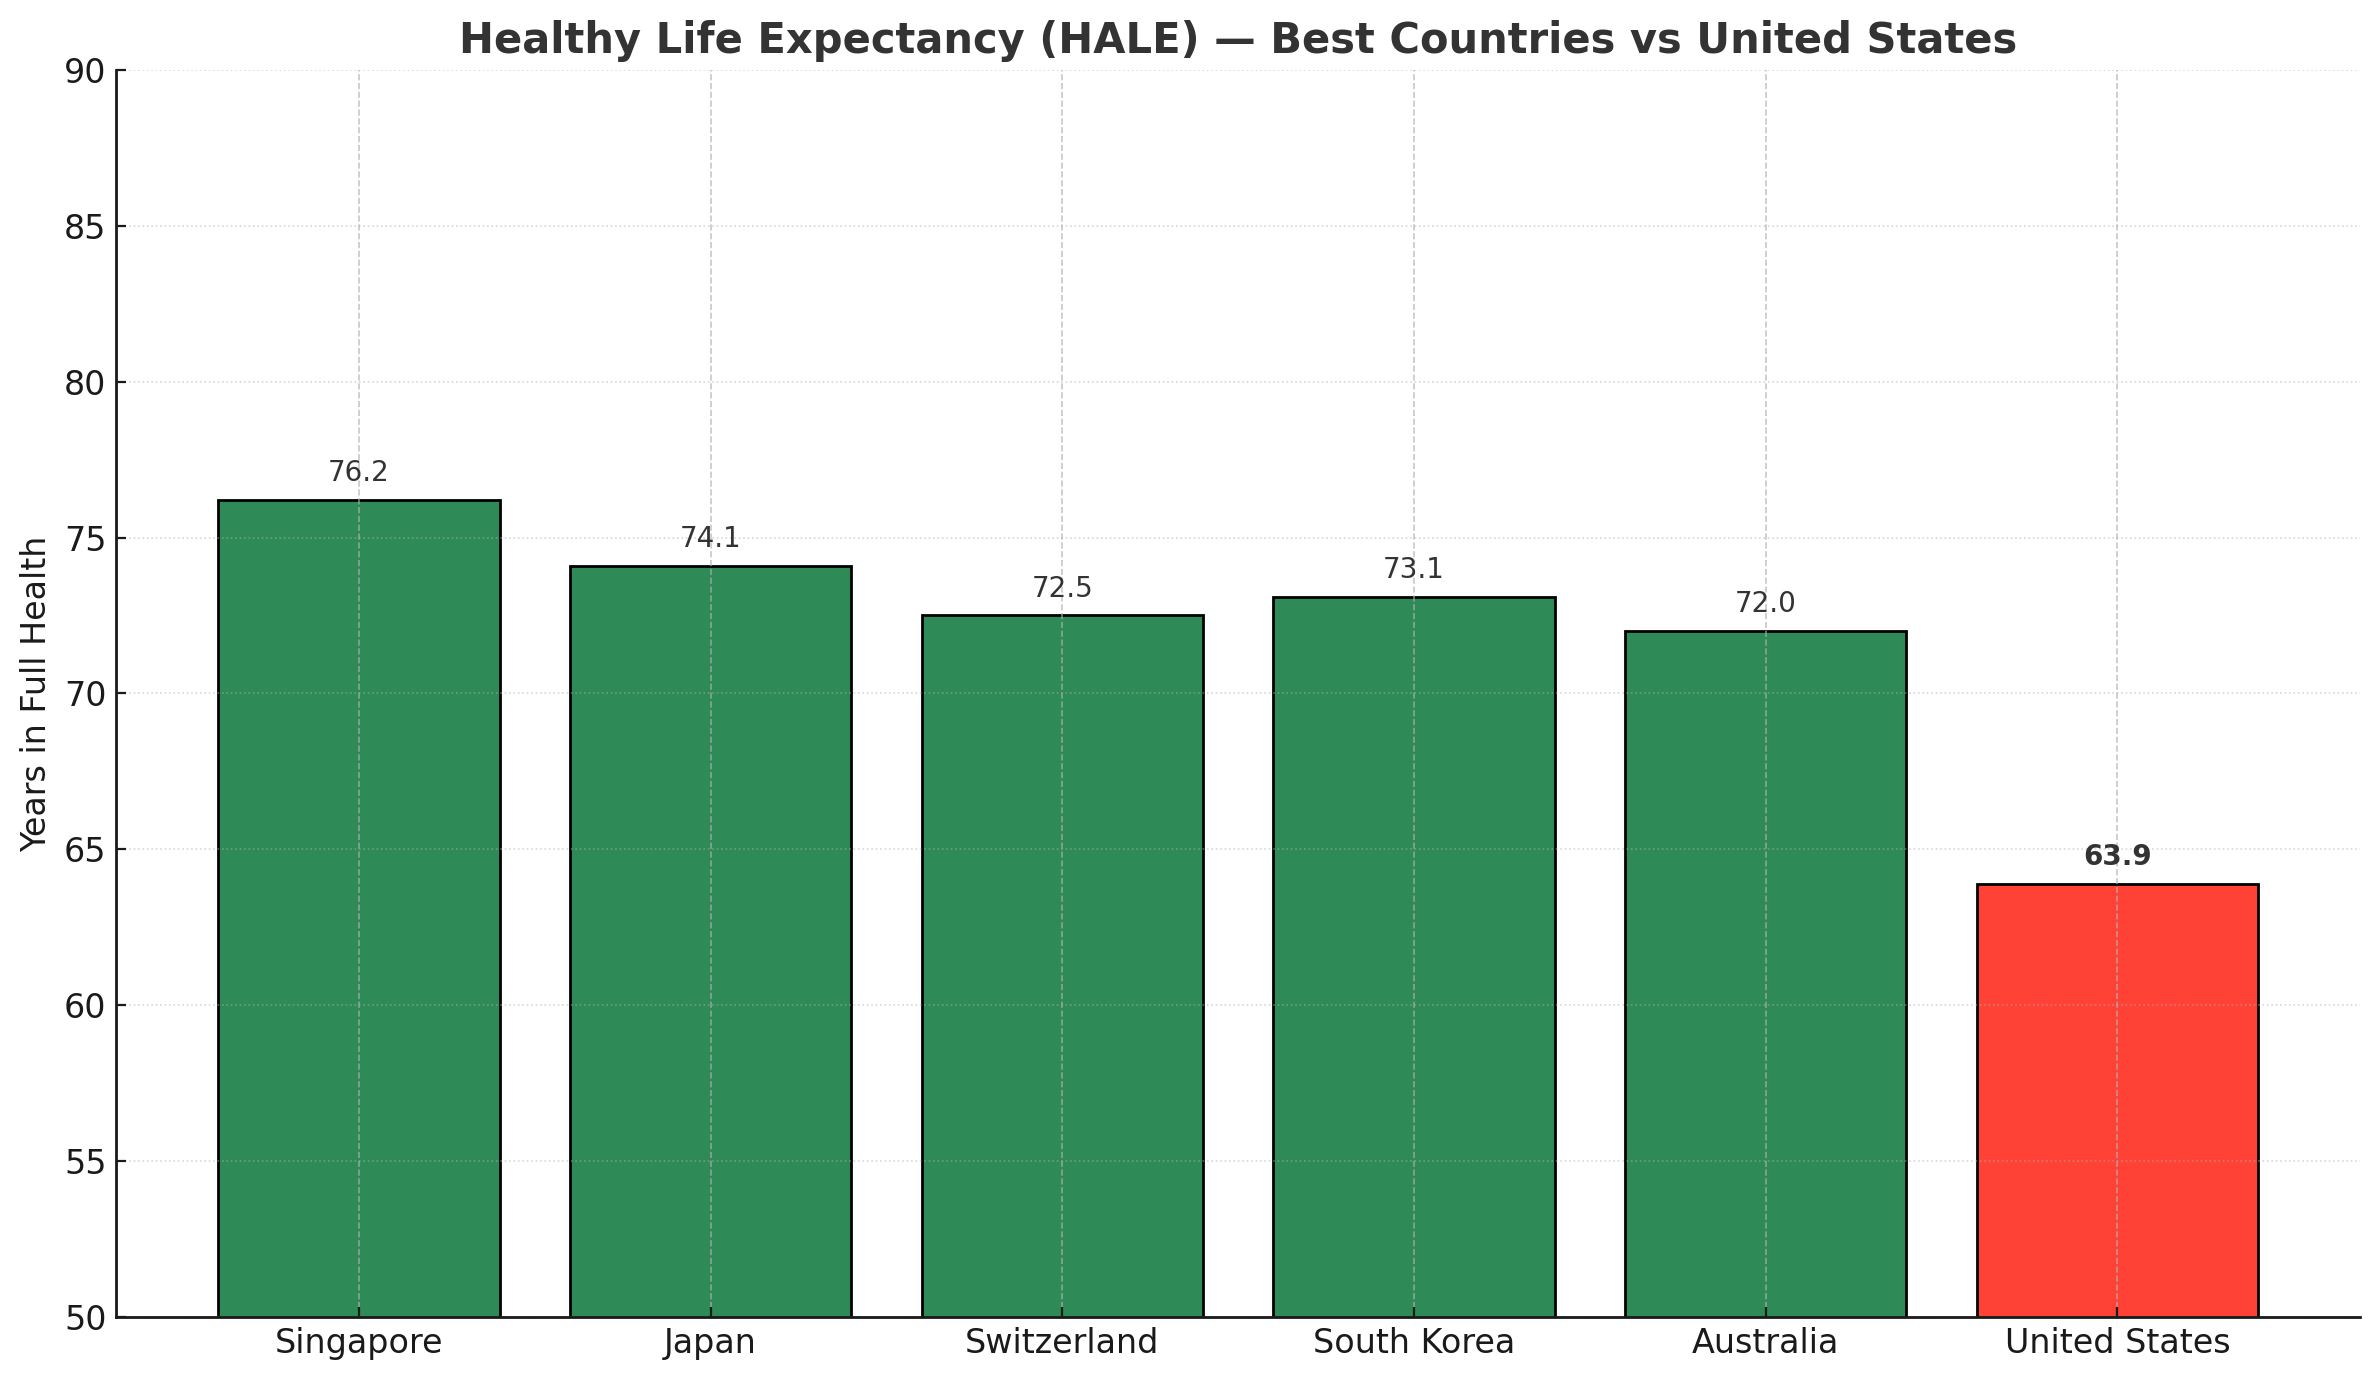 Healthy Life Expectancy (HALE) — Best Countries vs United States
Years in Full Health
90
85
80
75
70
65
60
55
50
76.2
74.1
72.5
73.1
72.0
63.9
Singapore
Japan
Switzerland
South Korea
Australia
United States